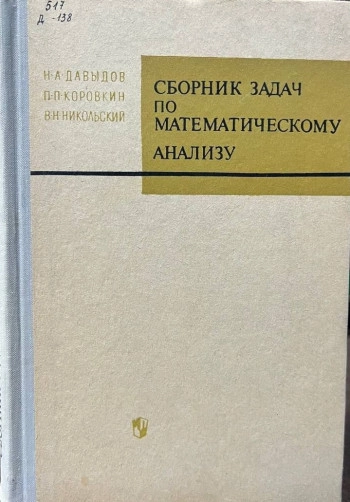 517
Д-138
Н·А·ДАВЫДОВ
П·П·КОРОВКИН
В·Н·НИКОЛЬСКИЙ
СБОРНИК ЗАДАЧ
ПО
МАТЕМАТИЧЕСКОМУ
АНАЛИЗУ